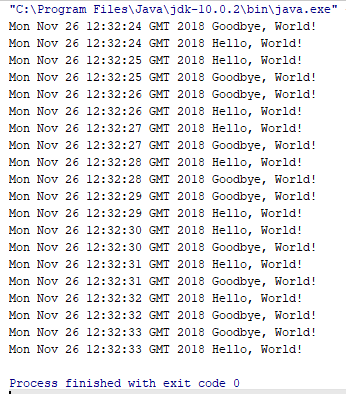 "C:\Program Files\Java\jdk-10.0.2\bin\java.exe"
Mon Nov 26 12:32:24 GMT 2018 Goodbye, World!
Mon Nov 26 12:32:24 GMT 2018 Hello, World!
Mon Nov 26 12:32:25 GMT 2018 Hello, World!
Mon Nov 26 12:32:25 GMT 2018 Goodbye, World!
Mon Nov 26 12:32:26 GMT 2018 Goodbye, World!
Mon Nov 26 12:32:26 GMT 2018 Hello, World!
Mon Nov 26 12:32:27 GMT 2018 Hello, World!
Mon Nov 26 12:32:27 GMT 2018 Goodbye, World!
Mon Nov 26 12:32:28 GMT 2018 Hello, World!
Mon Nov 26 12:32:28 GMT 2018 Goodbye, World!
Mon Nov 26 12:32:29 GMT 2018 Goodbye, World!
Mon Nov 26 12:32:29 GMT 2018 Hello, World!
Mon Nov 26 12:32:30 GMT 2018 Hello, World!
Mon Nov 26 12:32:30 GMT 2018 Goodbye, World!
Mon Nov 26 12:32:31 GMT 2018 Hello, World!
Mon Nov 26 12:32:31 GMT 2018 Goodbye, World!
Mon Nov 26 12:32:32 GMT 2018 Hello, World!
Mon Nov 26 12:32:32 GMT 2018 Goodbye, World!
Mon Nov 26 12:32:33 GMT 2018 Goodbye, World!
Mon Nov 26 12:32:33 GMT 2018 Hello, World!
Process finished with exit code 0